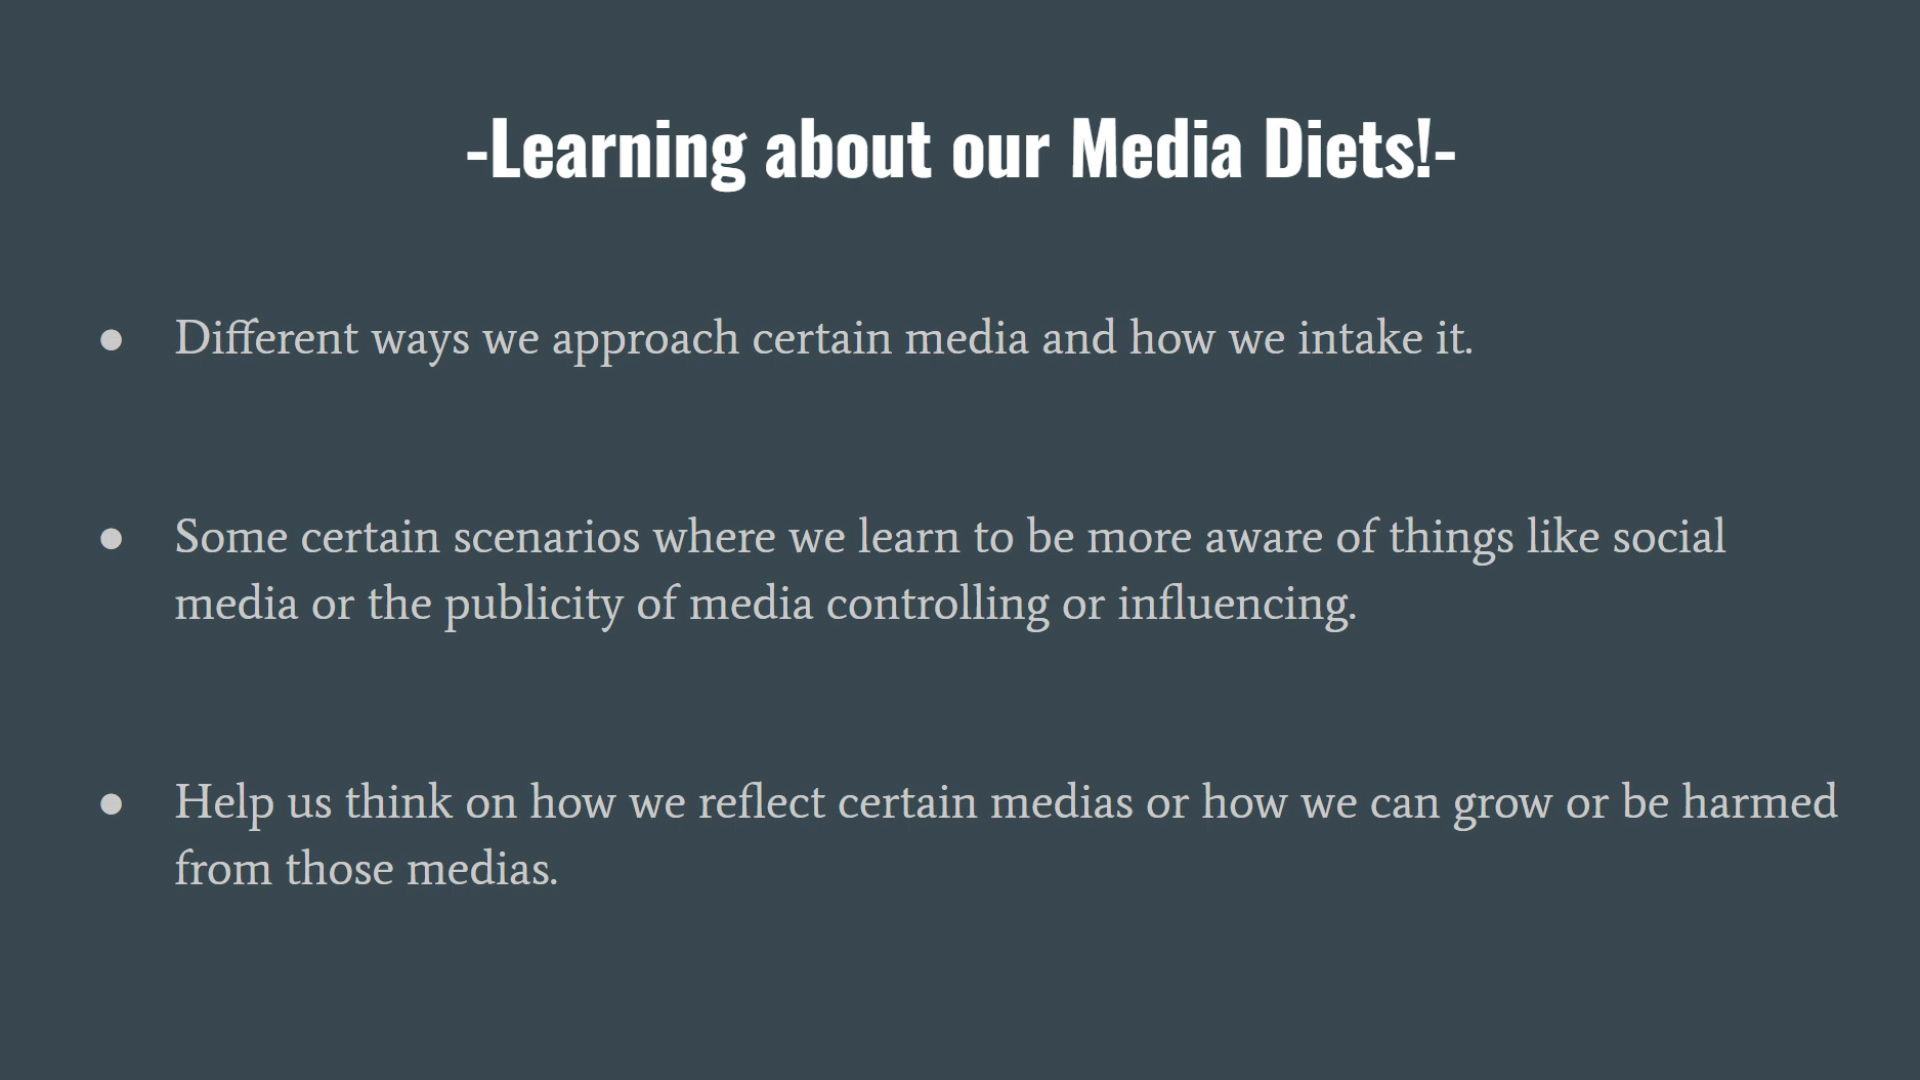 -Learning about our Media Diets!-
● Different ways we approach certain media and how we intake it.
● Some certain scenarios where we learn to be more aware of things like social
media or the publicity of media controlling or influencing.
● Help us think on how we reflect certain medias or how we can grow or be harmed
from those medias.